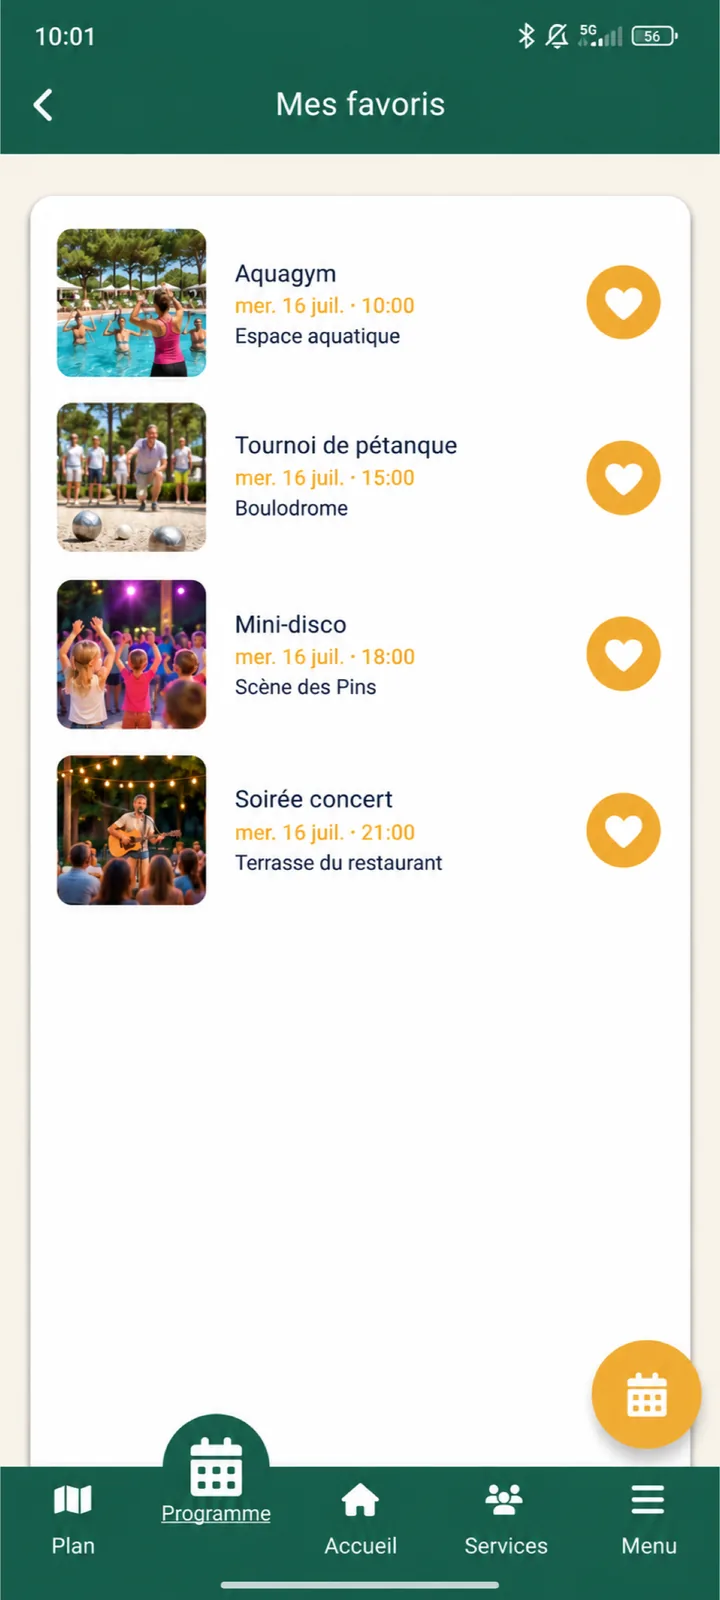 10:01
5G
56
Mes favoris
Aquagym
mer. 16 juil. · 10:00
Espace aquatique
Tournoi de pétanque
mer. 16 juil. · 15:00
Boulodrome
Mini-disco
mer. 16 juil. · 18:00
Scène des Pins
Soirée concert
mer. 16 juil. · 21:00
Terrasse du restaurant
Plan
Programme
Accueil
Services
Menu